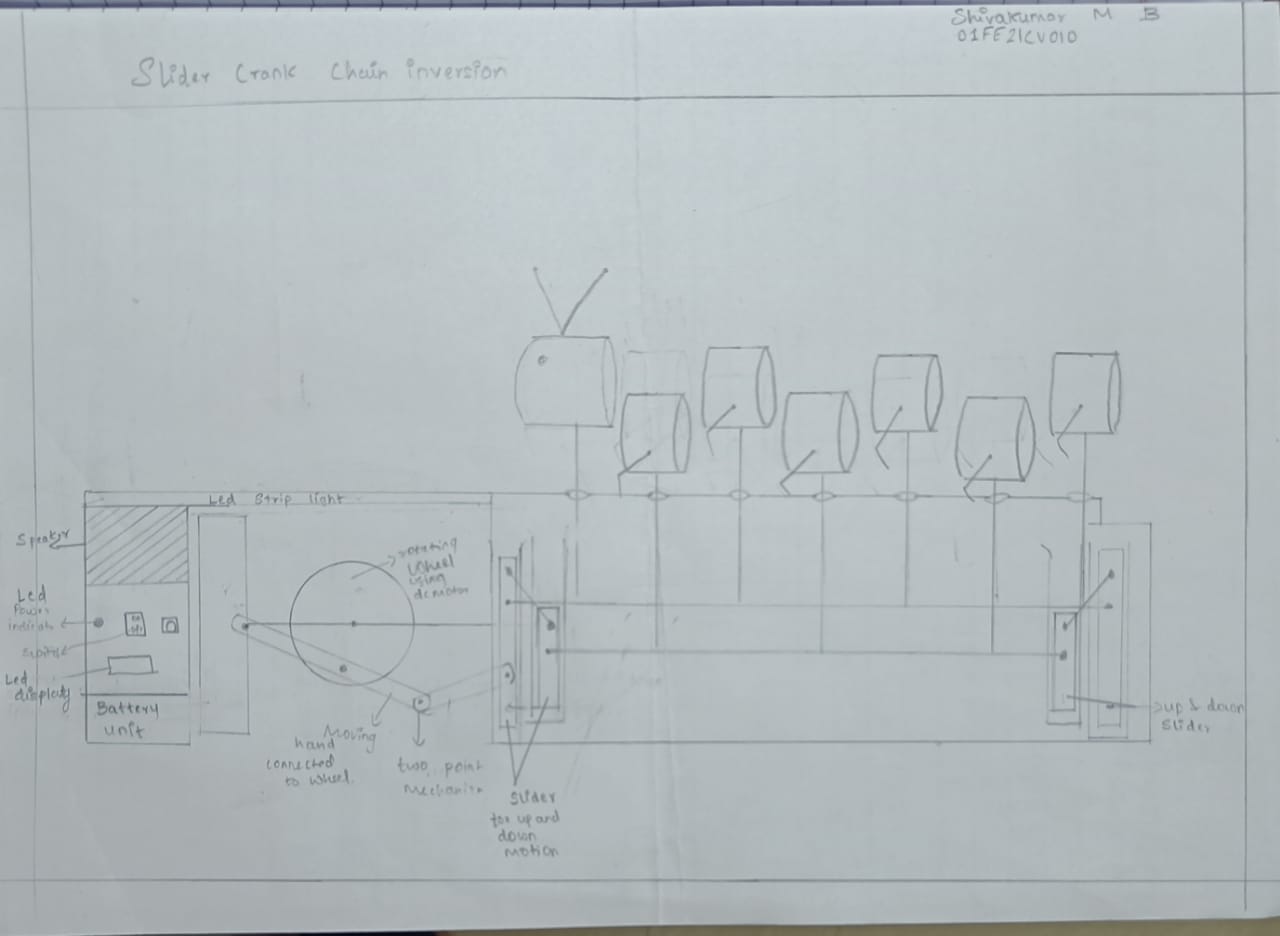 Shivakumar M B
01FE21CV010
Slider Crank Chain inversion
Led Strip light
Speaker
rotating
wheel
using
dc motor
Led
Power
on
off
Led
display
Battery
unit
Moving
hand
connected
to wheel.
two point
Mechanism
Slider
for up and
down
motion
up & down
Slider